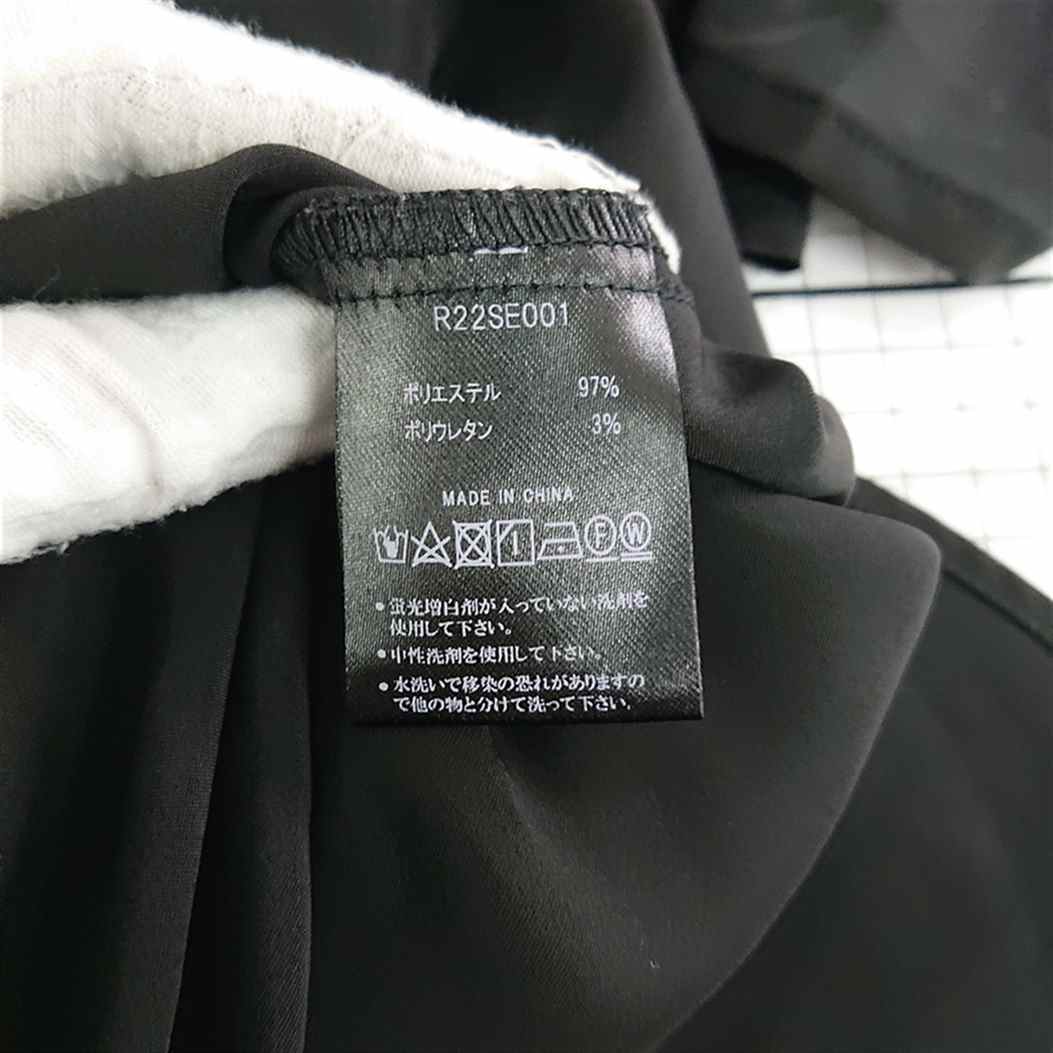 R22SE001
ポリエステル 97%
ポリウレタン 3%
MADE IN CHINA
F W
●蛍光増白剤が入っていない洗剤を
使用して下さい。
●中性洗剤を使用して下さい。
●水洗いで移染の恐れがありますの
で他の物と分けて洗って下さい。